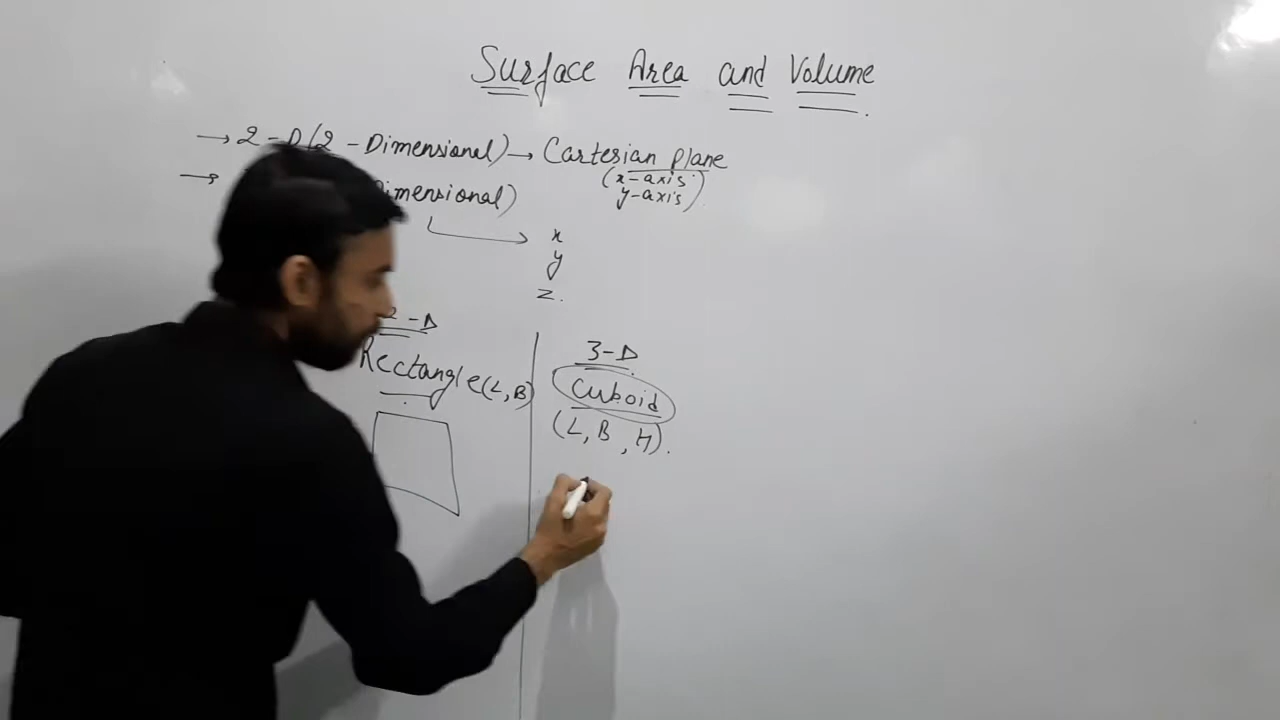 Surface Area and Volume
→ 2-D (2-Dimensional) → Cartesian plane
(x-axis
y-axis)
→ Dimensional)
x
y
z.
2-D
Rectangle (L, B)
3-D
Cuboid
(L, B, H).